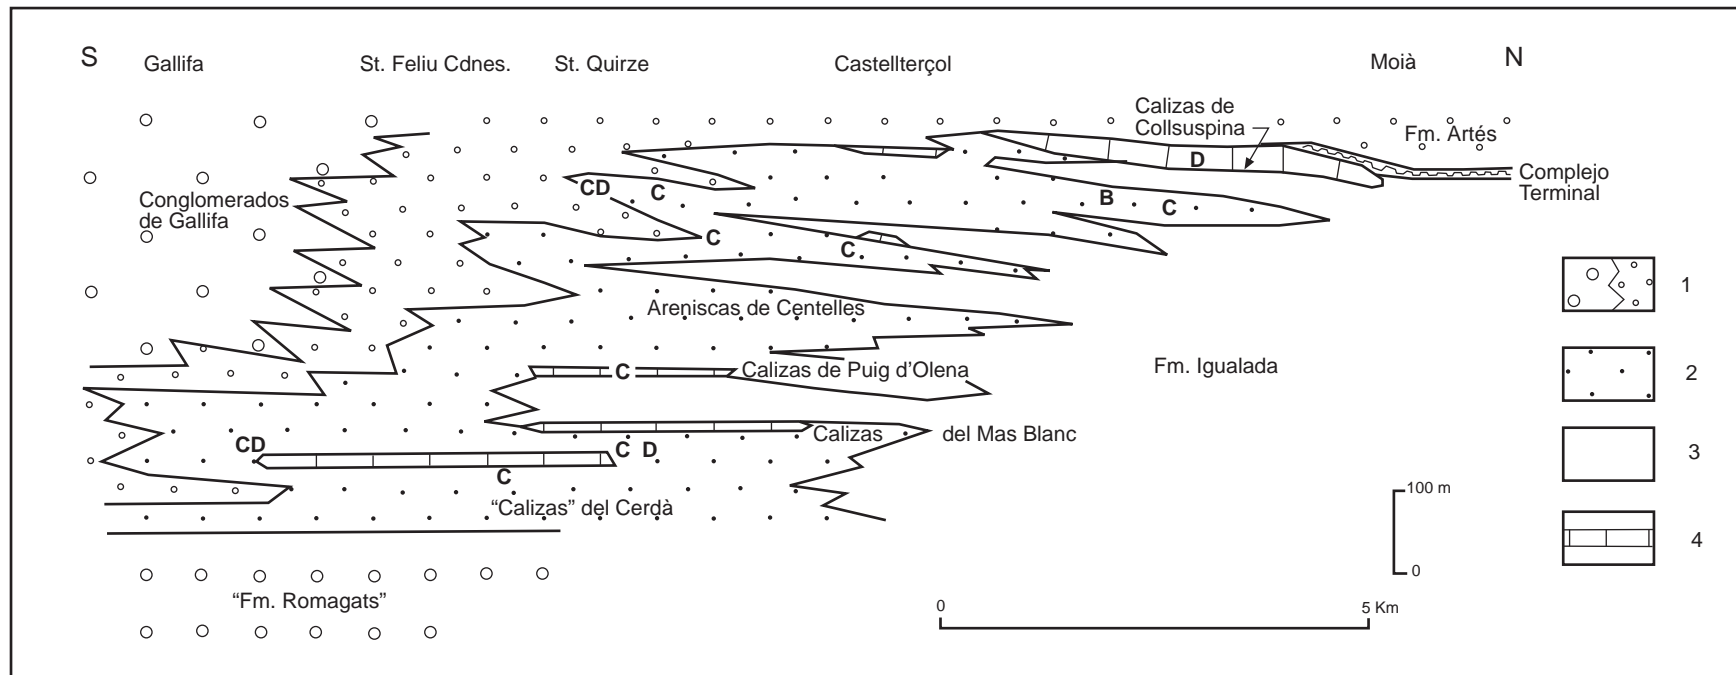 S
Gallifa
St. Feliu Cdnes.
St. Quirze
Castellterçol
Moià
N
Calizas de
Collsuspina
Fm. Artés
D
Complejo
Terminal
CD
C
B
C
Conglomerados
de Gallifa
C
C
1
Areniscas de Centelles
2
C
Calizas de Puig d'Olena
Fm. Igualada
Calizas
del Mas Blanc
3
CD
C D
C
"Calizas" del Cerdà
100 m
0
4
"Fm. Romagats"
0
5 Km